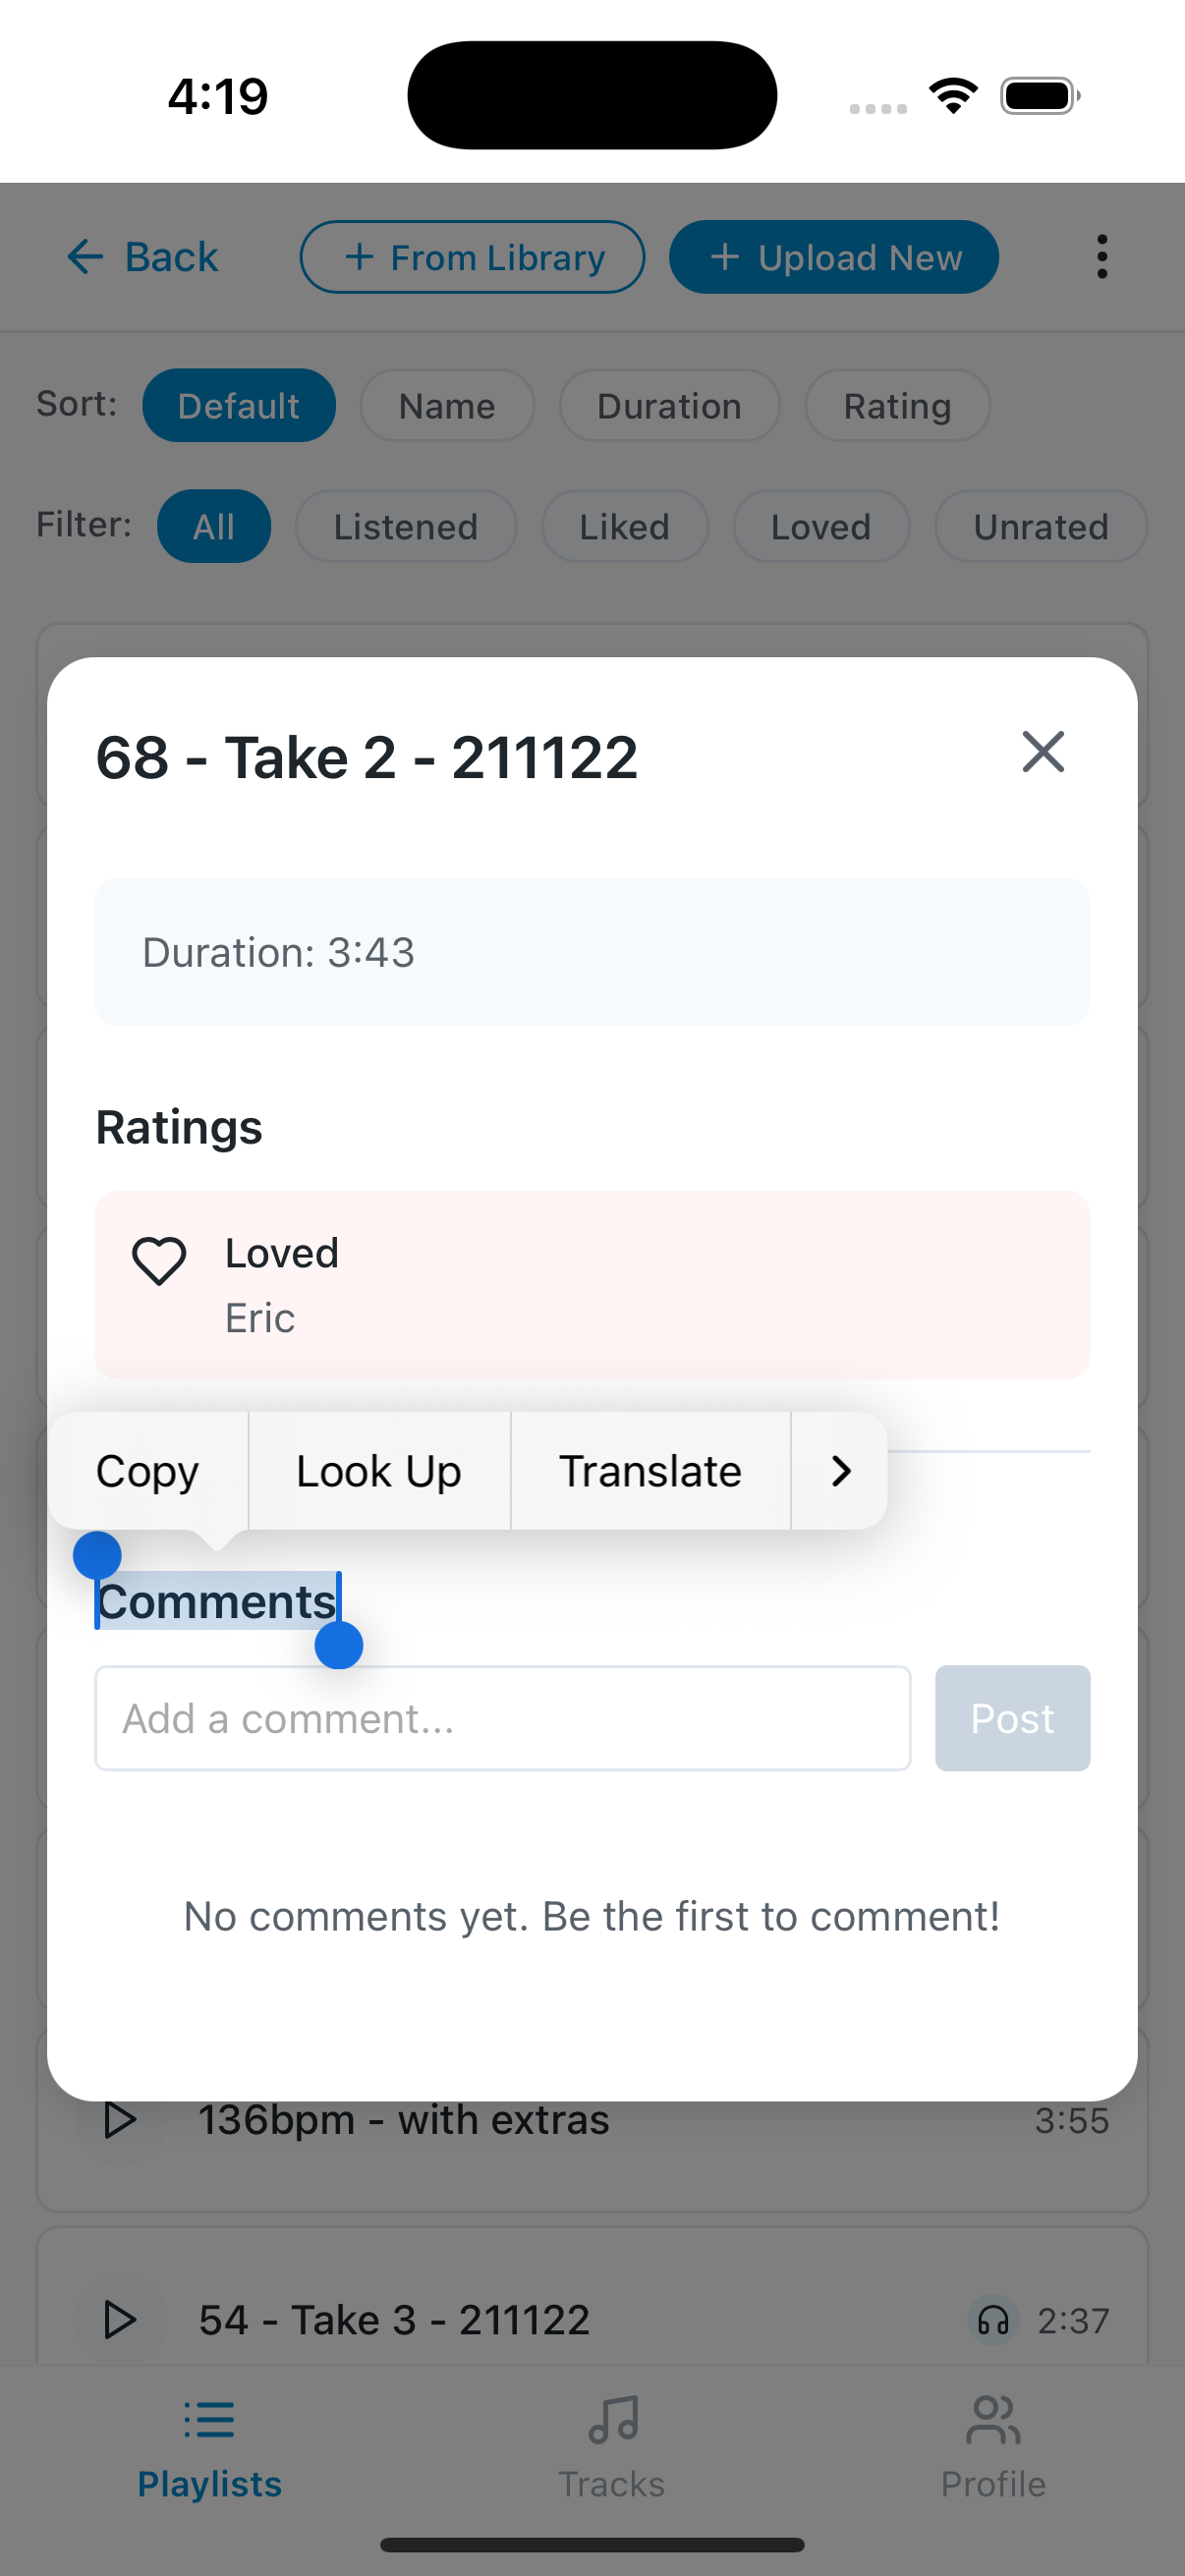 4:19
Back
From Library
Upload New
Sort:
Default
Name
Duration
Rating
Filter:
All
Listened
Liked
Loved
Unrated
68 - Take 2 - 211122
Duration: 3:43
Ratings
Loved
Eric
Copy
Look Up
Translate
Comments
Add a comment...
Post
No comments yet. Be the first to comment!
136bpm - with extras
3:55
54 - Take 3 - 211122
2:37
Playlists
Tracks
Profile